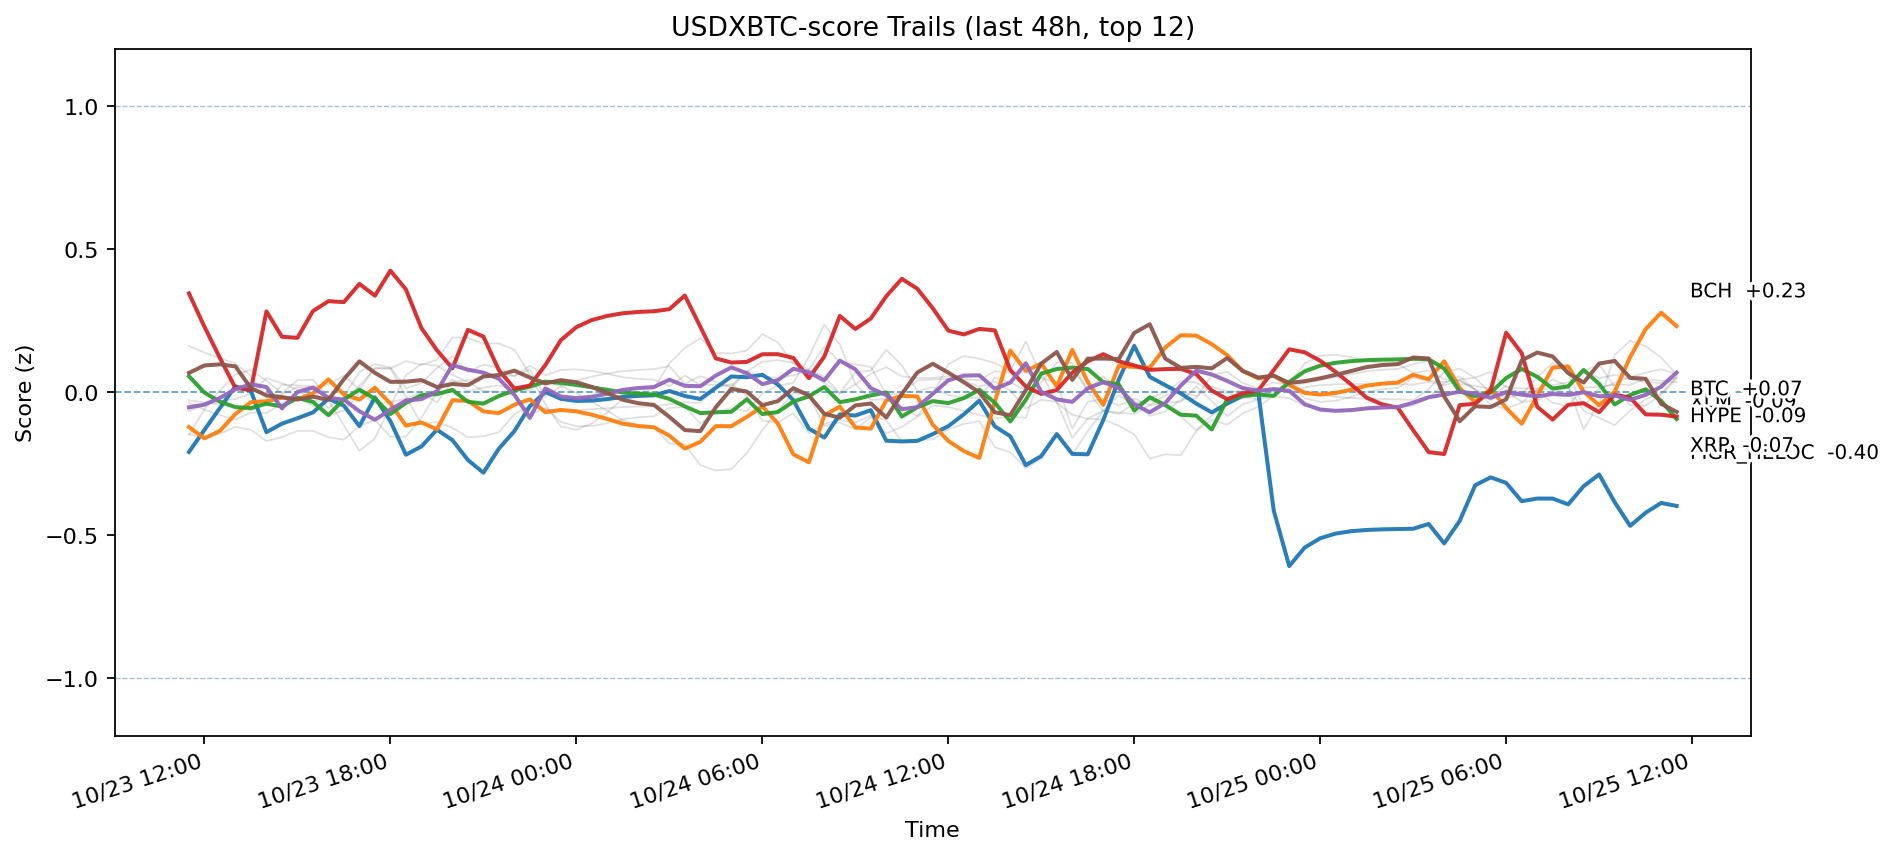 USDXBTC-score Trails (last 48h, top 12)
Score (z)
1.0
0.5
0.0
−0.5
−1.0
BCH +0.23
BTC +0.07
HYPE -0.09
XRP -0.07
-0.40
10/23 12:00
10/23 18:00
10/24 00:00
10/24 06:00
10/24 12:00
10/24 18:00
10/25 00:00
10/25 06:00
10/25 12:00
Time